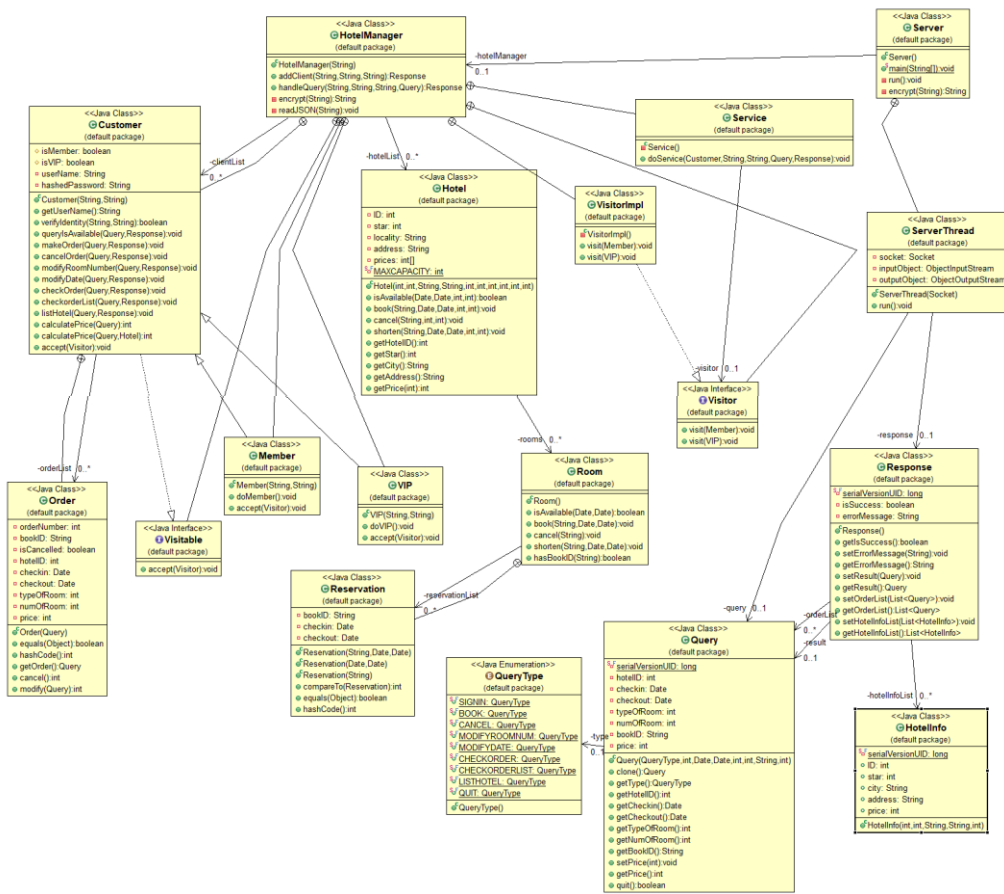 <<Java Class>>
HotelManager
(default package)
HotelManager(String)
addClient(String,String,String):Response
handleQuery(String,String,String,Query):Response
encrypt(String):String
readJSON(String):void
-hotelManager
0..1
<<Java Class>>
Server
(default package)
Server()
main(String[]):void
run():void
encrypt(String):String
<<Java Class>>
Customer
(default package)
isMember: boolean
isVIP: boolean
userName: String
hashedPassword: String
Customer(String,String)
getUserName():String
verifyIdentity(String,String):boolean
queryIsAvailable(Query,Response):void
makeOrder(Query,Response):void
cancelOrder(Query,Response):void
modifyRoomNumber(Query,Response):void
modifyDate(Query,Response):void
checkOrder(Query,Response):void
checkorderList(Query,Response):void
listHotel(Query,Response):void
calculatePrice(Query):int
calculatePrice(Query,Hotel):int
accept(Visitor):void
-clientList
0..*
-hotelList
0..*
<<Java Class>>
Hotel
(default package)
ID: int
star: int
locality: String
address: String
prices: int[]
MAXCAPACITY: int
Hotel(int,int,String,String,int,int,int,int,int,int)
isAvailable(Date,Date,int,int):boolean
book(String,Date,Date,int,int):void
cancel(String,int,int):void
shorten(String,Date,Date,int,int):void
getHotelID():int
getStar():int
getCity():String
getAddress():String
getPrice(int):int
<<Java Class>>
Service
(default package)
Service()
doService(Customer,String,String,Query,Response):void
<<Java Class>>
VisitorImpl
(default package)
VisitorImpl()
visit(Member):void
visit(VIP):void
<<Java Class>>
ServerThread
(default package)
socket: Socket
inputObject: ObjectInputStream
outputObject: ObjectOutputStream
ServerThread(Socket)
run():void
-visitor
0..1
<<Java Interface>>
Visitor
(default package)
visit(Member):void
visit(VIP):void
-orderList
0..*
<<Java Class>>
Order
(default package)
orderNumber: int
bookID: String
isCancelled: boolean
hotelID: int
checkin: Date
checkout: Date
typeOfRoom: int
numOfRoom: int
price: int
Order(Query)
equals(Object):boolean
hashCode():int
getOrder():Query
cancel():int
modify(Query):int
<<Java Interface>>
Visitable
(default package)
accept(Visitor):void
<<Java Class>>
Member
(default package)
Member(String,String)
doMember():void
accept(Visitor):void
<<Java Class>>
VIP
(default package)
VIP(String,String)
doVIP():void
accept(Visitor):void
-rooms
0..*
<<Java Class>>
Room
(default package)
Room()
isAvailable(Date,Date):boolean
book(String,Date,Date):void
cancel(String):void
shorten(String,Date,Date):void
hasBookID(String):boolean
-response
0..1
<<Java Class>>
Response
(default package)
serialVersionUID: long
isSuccess: boolean
errorMessage: String
Response()
getIsSuccess():boolean
setErrorMessage(String):void
getErrorMessage():String
setResult(Query):void
getResult():Query
setOrderList(List<Query>):void
getOrderList():List<Query>
setHotelInfoList(List<HotelInfo>):void
getHotelInfoList():List<HotelInfo>
-reservationList
0..*
<<Java Class>>
Reservation
(default package)
bookID: String
checkin: Date
checkout: Date
Reservation(String,Date,Date)
Reservation(Date,Date)
Reservation(String)
compareTo(Reservation):int
equals(Object):boolean
hashCode():int
<<Java Enumeration>>
QueryType
(default package)
SIGNIN: QueryType
BOOK: QueryType
CANCEL: QueryType
MODIFYROOMNUM: QueryType
MODIFYDATE: QueryType
CHECKORDER: QueryType
CHECKORDERLIST: QueryType
LISTHOTEL: QueryType
QUIT: QueryType
QueryType()
-type
0..1
-query
0..1
-orderList
0..*
-result
0..1
<<Java Class>>
Query
(default package)
serialVersionUID: long
hotelID: int
checkin: Date
checkout: Date
typeOfRoom: int
numOfRoom: int
bookID: String
price: int
Query(QueryType,int,Date,Date,int,int,String,int)
clone():Query
getType():QueryType
getHotelID():int
getCheckin():Date
getCheckout():Date
getTypeOfRoom():int
getNumOfRoom():int
getBookID():String
setPrice(int):void
getPrice():int
quit():boolean
-hotelInfoList
0..*
<<Java Class>>
HotelInfo
(default package)
serialVersionUID: long
ID: int
star: int
city: String
address: String
price: int
HotelInfo(int,int,String,String,int)